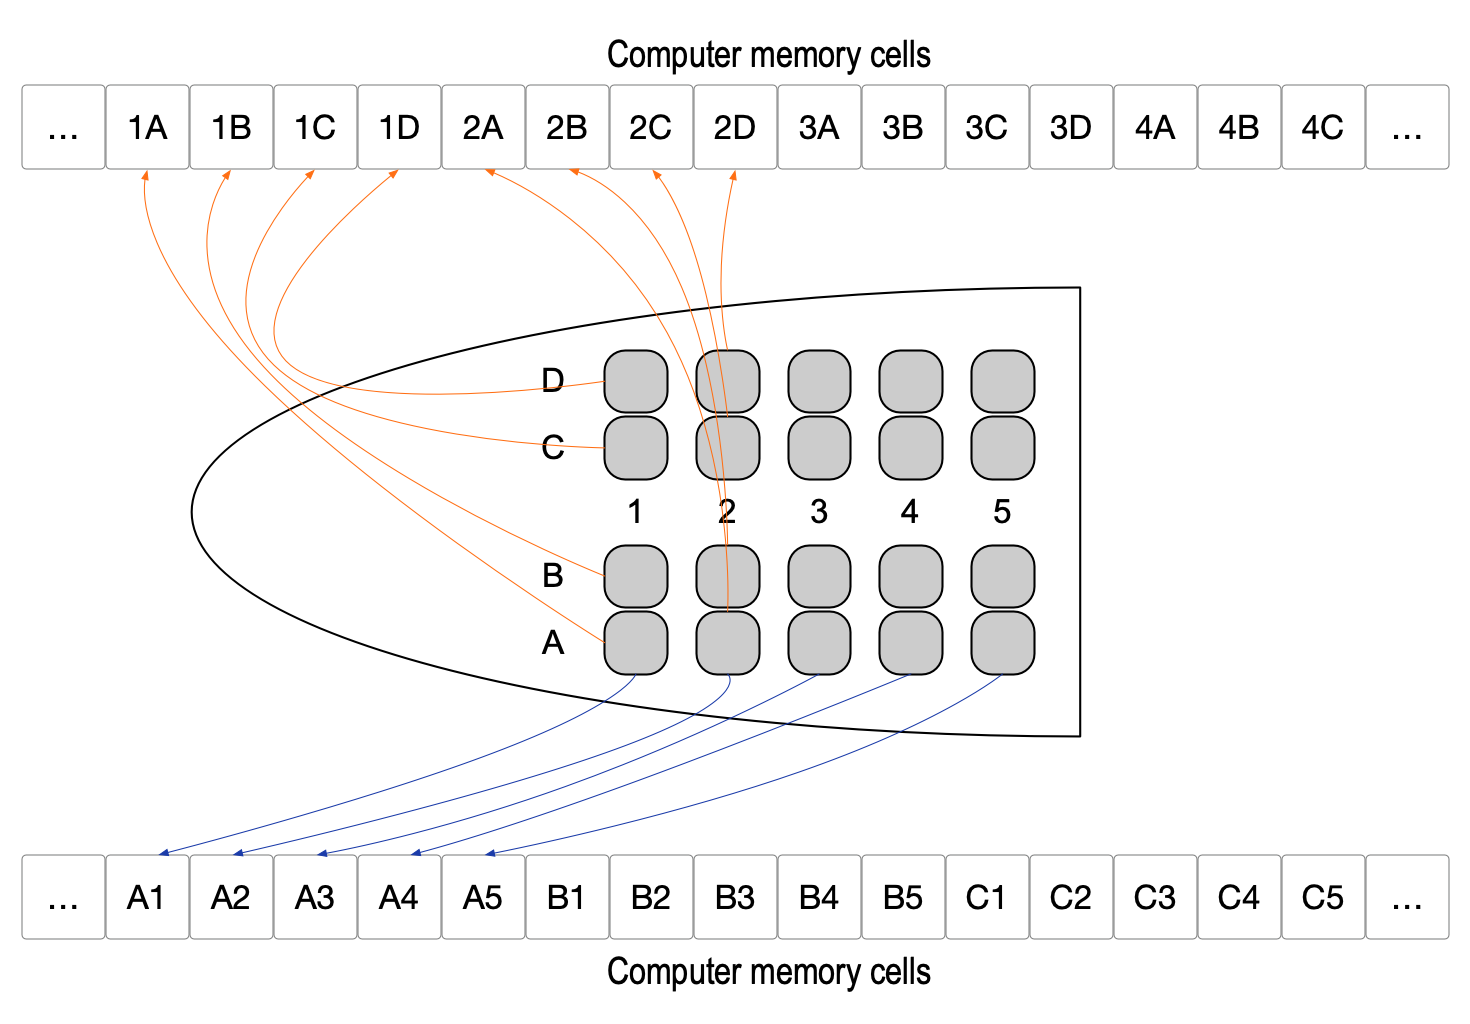 Computer memory cells
... 1A 1B 1C 1D 2A 2B 2C 2D 3A 3B 3C 3D 4A 4B 4C ...
D
C
1 2 3 4 5
B
A
... A1 A2 A3 A4 A5 B1 B2 B3 B4 B5 C1 C2 C3 C4 C5 ...
Computer memory cells